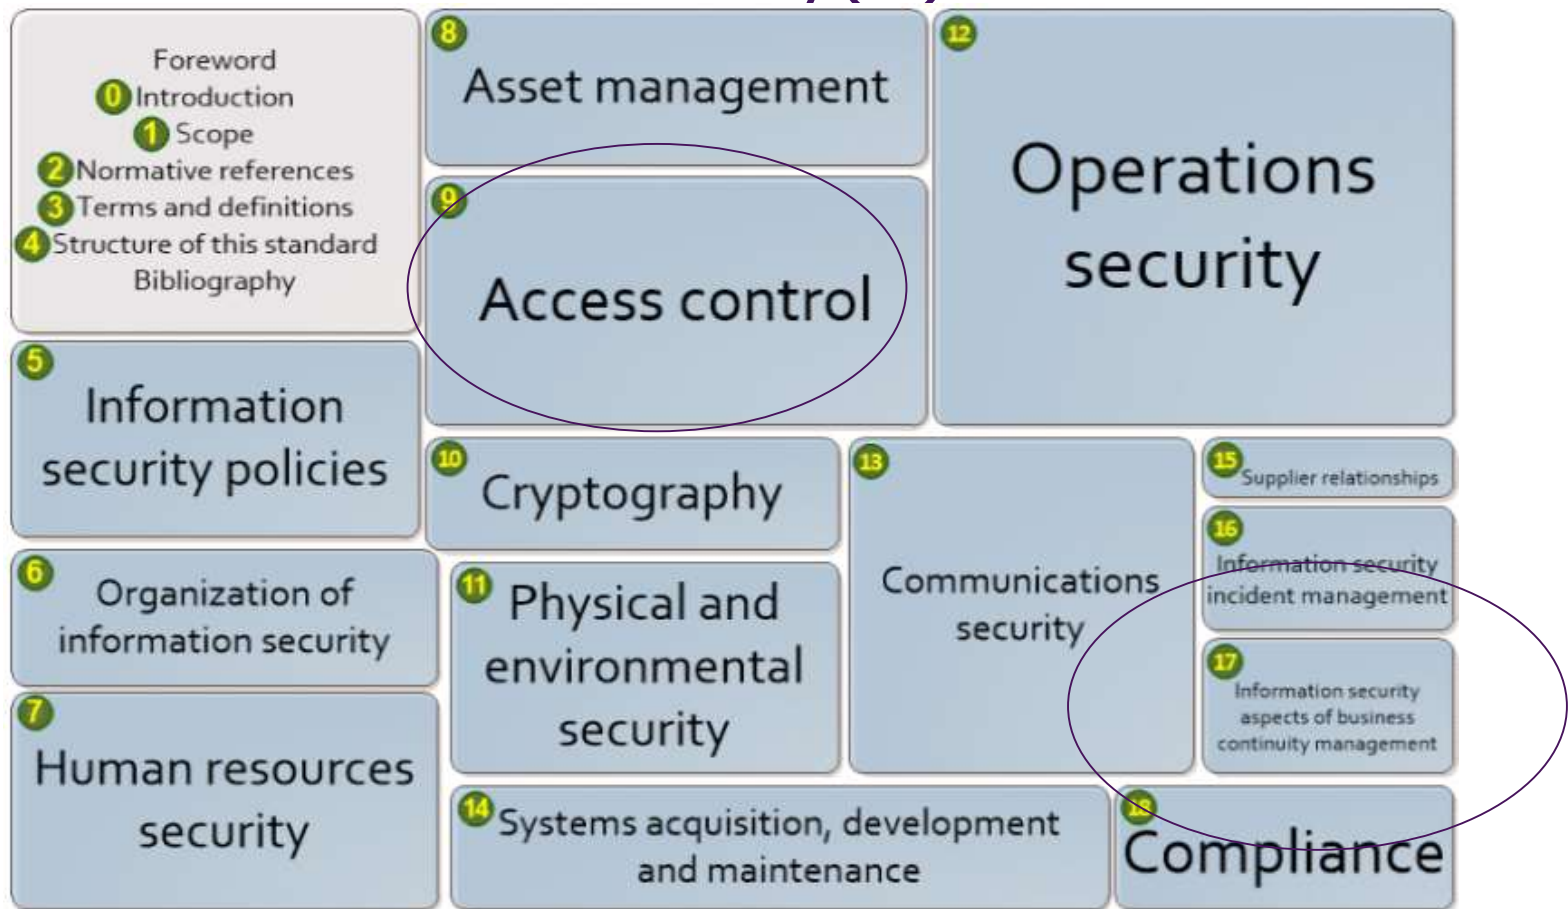 Foreword
0 Introduction
1 Scope
2 Normative references
3 Terms and definitions
4 Structure of this standard
Bibliography
5
Information
security policies
6
Organization of
information security
7
Human resources
security
8
Asset management
9
Access control
10
Cryptography
11
Physical and
environmental
security
12
Operations
security
13
Communications
security
14
Systems acquisition, development
and maintenance
15
Supplier relationships
16
Information security
incident management
17
Information security
aspects of business
continuity management
18
Compliance